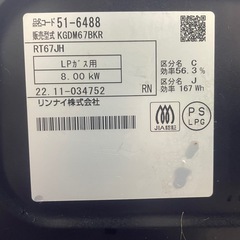 品名コード 51-6488
販売型式 KGDM67BKR
RT67JH
LPガス用
8.00 kW
22.11-034752 RN
リンナイ株式会社
区分名 C
効率56.3 %
区分名 J
効率 167 Wh
JIA認証
PS
LPG